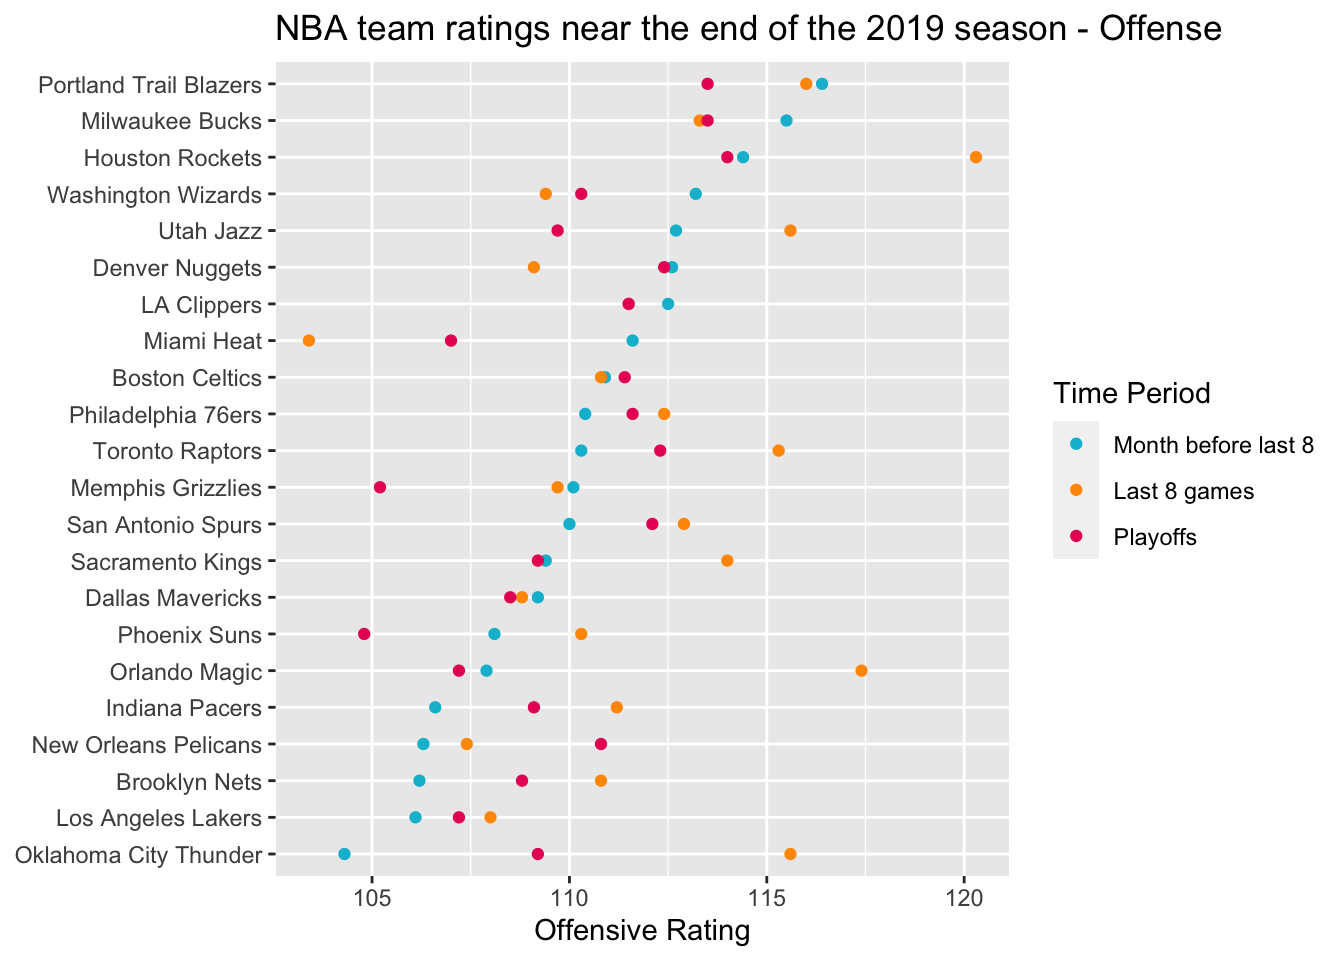 NBA team ratings near the end of the 2019 season - Offense
Portland Trail Blazers
Milwaukee Bucks
Houston Rockets
Washington Wizards
Utah Jazz
Denver Nuggets
LA Clippers
Miami Heat
Boston Celtics
Philadelphia 76ers
Toronto Raptors
Memphis Grizzlies
San Antonio Spurs
Sacramento Kings
Dallas Mavericks
Phoenix Suns
Orlando Magic
Indiana Pacers
New Orleans Pelicans
Brooklyn Nets
Los Angeles Lakers
Oklahoma City Thunder
105 110 115 120
Offensive Rating
Time Period
Month before last 8
Last 8 games
Playoffs